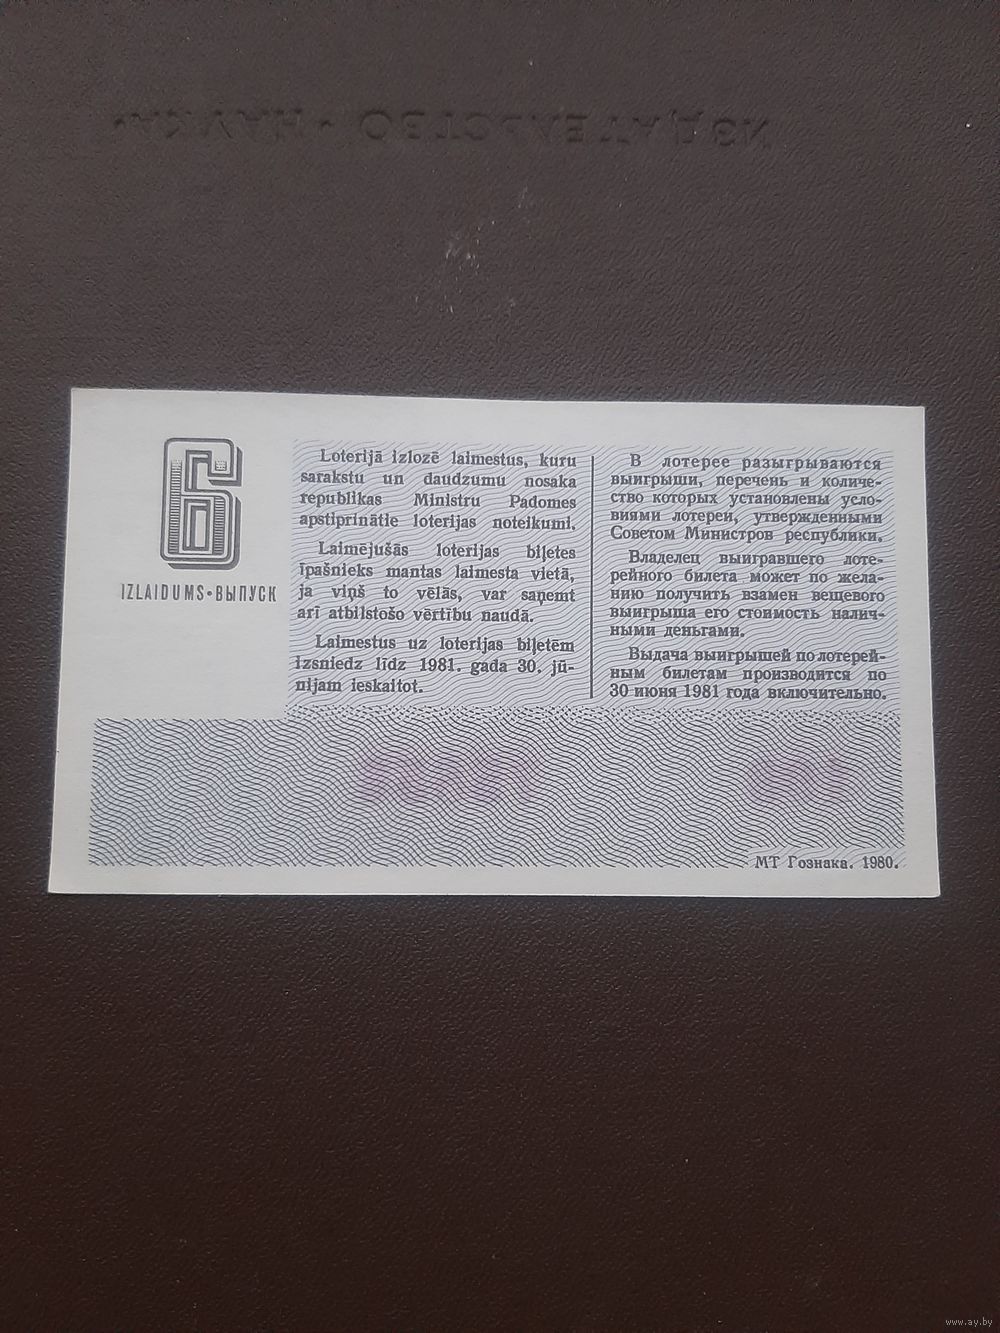 ИЗДАТЕЛЬСТВО · НАУКА ·
6
IZLAIDUMS • ВЫПУСК
Loterijā izlozē laimestus, kuru
sarakstu un daudzumu nosaka
republikas Ministru Padomes
apstiprinātie loterijas noteikumi.
Laimējušās loterijas biļetes
īpašnieks mantas laimesta vietā,
ja viņš to vēlās, var saņemt
arī atbilstošo vērtību naudā.
Laimestus uz loterijas biļetēm
izsniedz līdz 1981. gada 30. jū-
nijam ieskaitot.
В лотерее разыгрываются
выигрыши, перечень и количе-
ство которых установлены усло-
виями лотереи, утвержденными
Советом Министров республики.
Владелец выигравшего лоте-
рейного билета может по жела-
нию получить взамен вещевого
выигрыша его стоимость налич-
ными деньгами.
Выдача выигрышей по лотерей-
ным билетам производится по
30 июня 1981 года включительно.
МТ Гознака. 1980.
www.ay.by